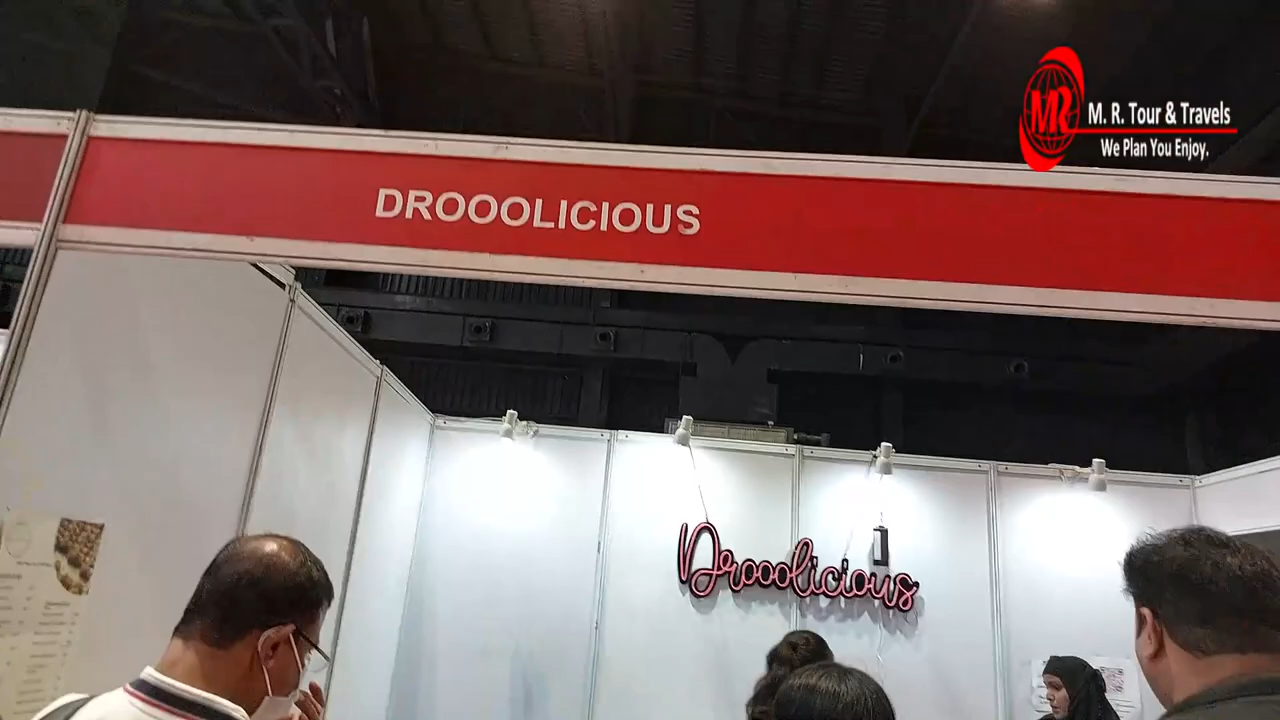 MR
M. R. Tour & Travels
We Plan You Enjoy.
DROOOLICIOUS
Drooolicious